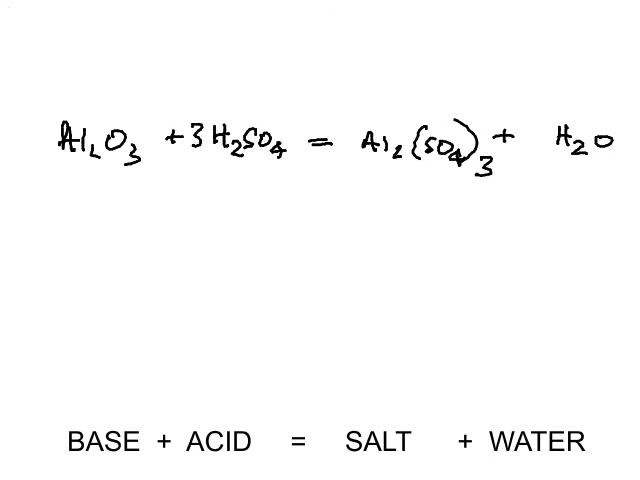 Al₂O₃ + 3H₂SO₄ = Al₂(SO₄)₃ + H₂O
BASE + ACID = SALT + WATER